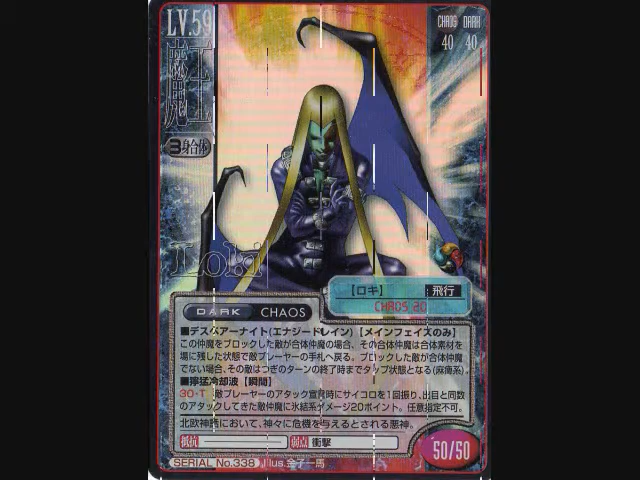 LV.59
CHAOS DARK
40 40
魔王
3身合体
Loki
【ロキ】 飛行
CHAOS 20
DARK CHAOS
■デスベアーナイト(エナジードレイン)【メインフェイズのみ】
この仲魔をブロックした敵が合体仲魔の場合、その合体仲魔は合体素材を
場に残した状態で敵プレーヤーの手札へ戻る。ブロックした敵が合体仲魔
でない場合、その敵はつぎのターンの終了時までタップ状態となる(麻痺系)。
■獰猛冷却波【瞬間】
30・T 敵プレーヤーのアタック宣言時にサイコロを1回振り、出目と同数
のアタックしてきた敵仲魔に氷結系ダメージ20ポイント。任意指定不可。
北欧神話において、神々に危機を与えるとされる悪神。
抵抗 弱点 衝撃
50/50
SERIAL No.338 Illus.金子一馬